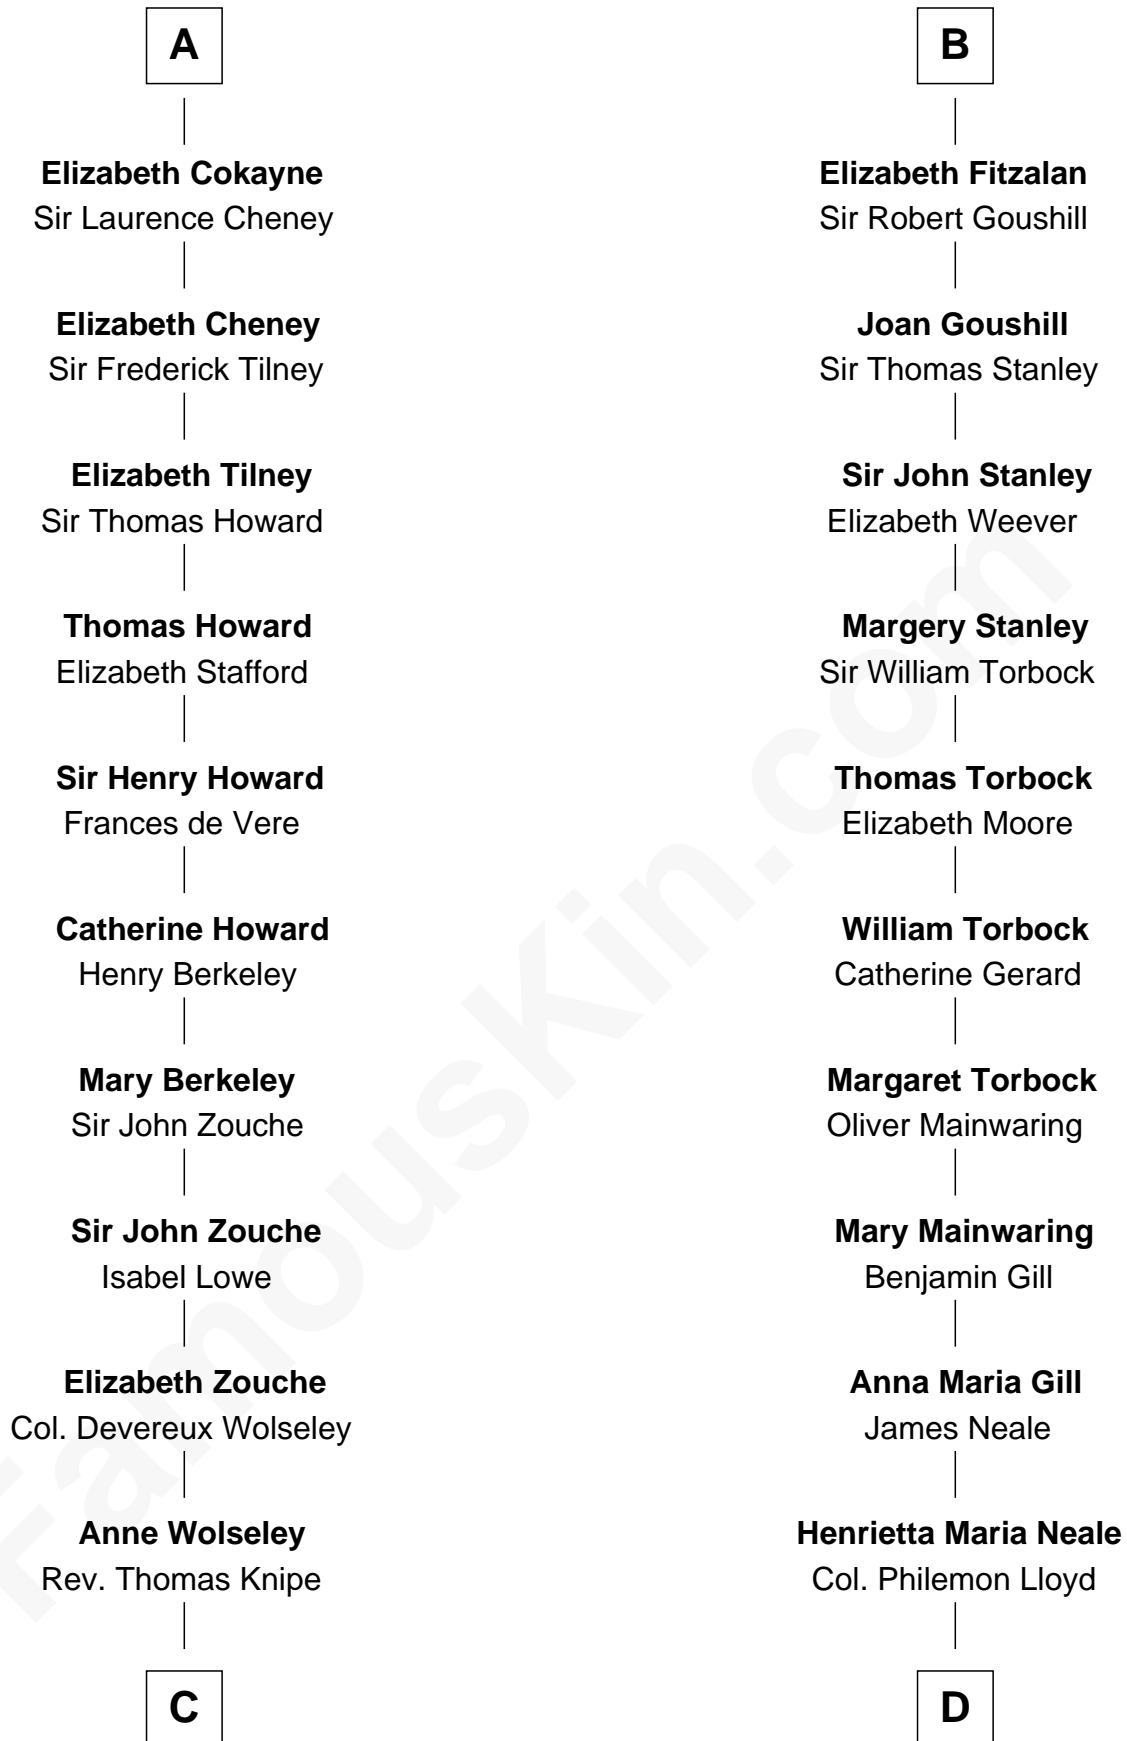 A
Elizabeth Cokayne
Sir Laurence Cheney
Elizabeth Cheney
Sir Frederick Tilney
Elizabeth Tilney
Sir Thomas Howard
Thomas Howard
Elizabeth Stafford
Sir Henry Howard
Frances de Vere
Catherine Howard
Henry Berkeley
Mary Berkeley
Sir John Zouche
Sir John Zouche
Isabel Lowe
Elizabeth Zouche
Col. Devereux Wolseley
Anne Wolseley
Rev. Thomas Knipe
C
B
Elizabeth Fitzalan
Sir Robert Goushill
Joan Goushill
Sir Thomas Stanley
Sir John Stanley
Elizabeth Weever
Margery Stanley
Sir William Torbock
Thomas Torbock
Elizabeth Moore
William Torbock
Catherine Gerard
Margaret Torbock
Oliver Mainwaring
Mary Mainwaring
Benjamin Gill
Anna Maria Gill
James Neale
Henrietta Maria Neale
Col. Philemon Lloyd
D
FamousKin.com